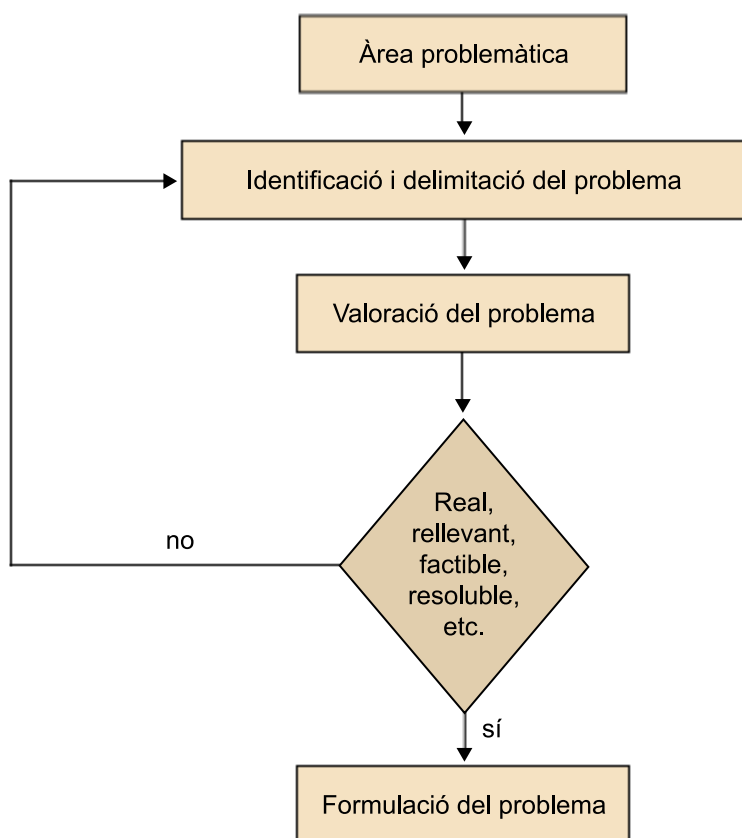 Àrea problemàtica
Identificació i delimitació del problema
Valoració del problema
Real,
rellevant,
factible,
resoluble,
etc.
no
sí
Formulació del problema